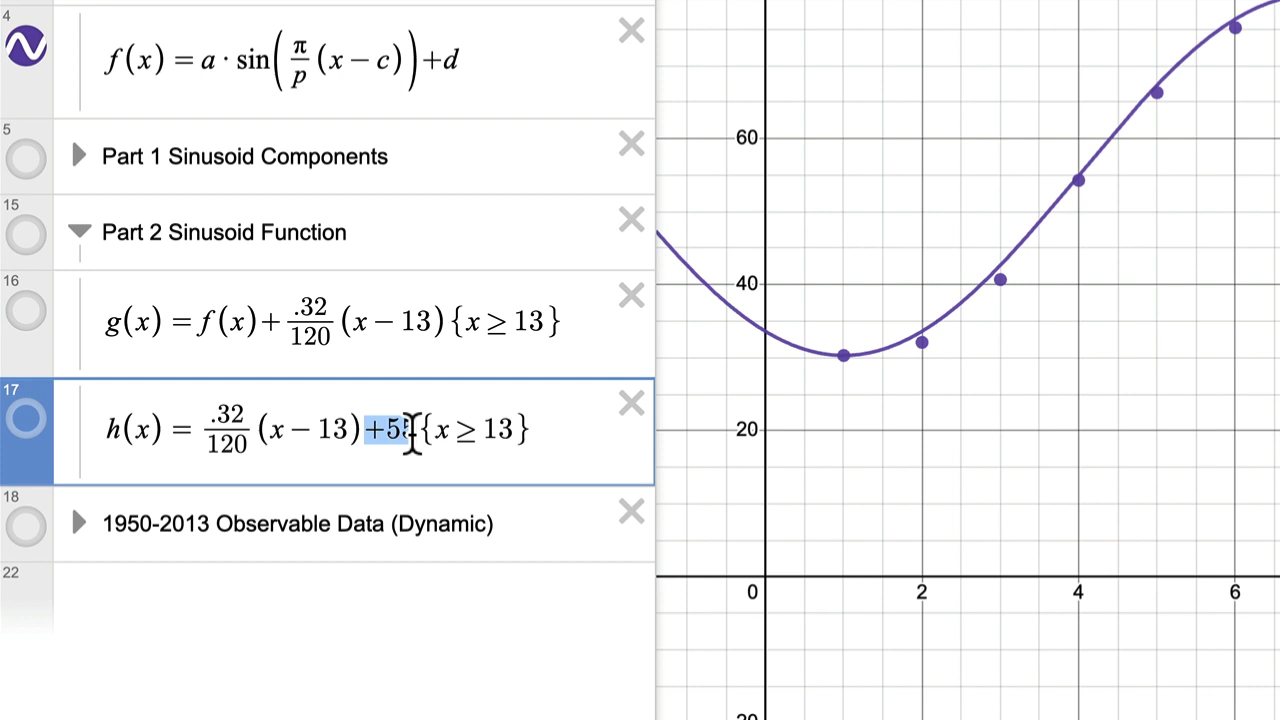 4
f(x) = a · sin(π/p (x − c))+d
5
Part 1 Sinusoid Components
15
Part 2 Sinusoid Function
16
g(x) = f(x) + .32/120 (x − 13) {x ≥ 13}
17
h(x) = .32/120 (x − 13) {x ≥ 13}
18
1950-2013 Observable Data (Dynamic)
22
60
40
20
0 2 4 6